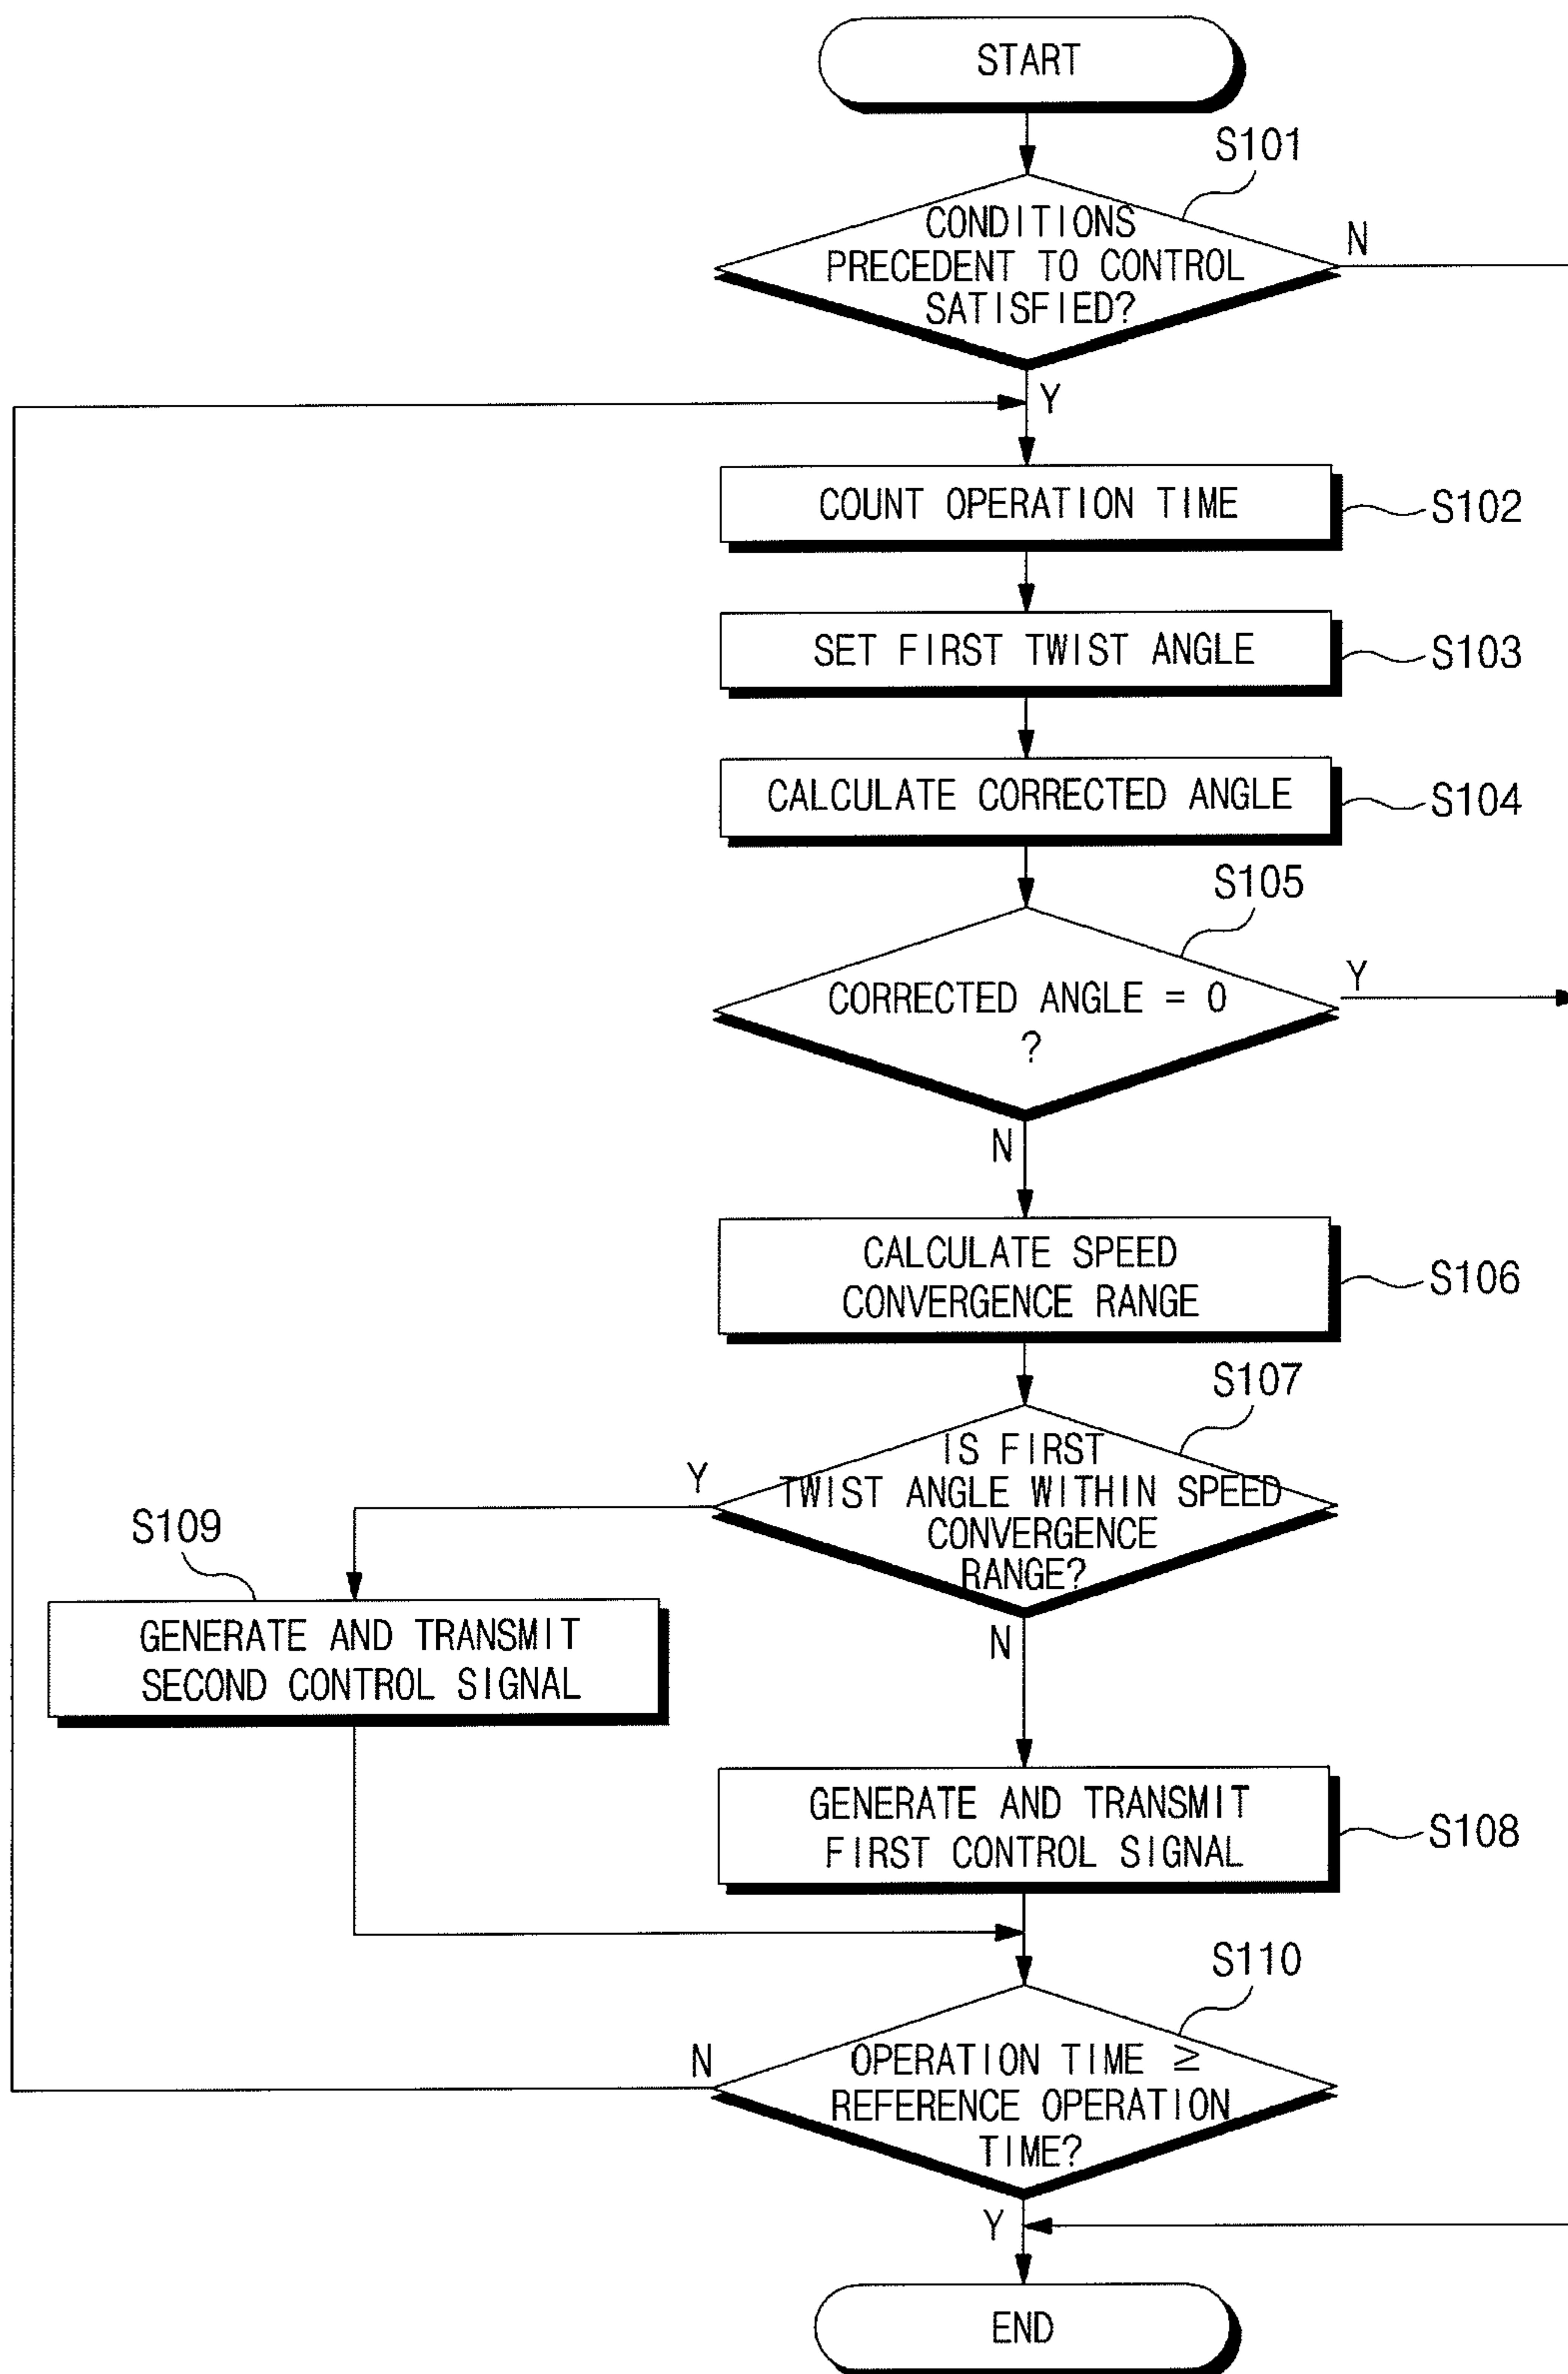 START
S101
CONDITIONS
PRECEDENT TO CONTROL
SATISFIED?
N
Y
COUNT OPERATION TIME
S102
SET FIRST TWIST ANGLE
S103
CALCULATE CORRECTED ANGLE
S104
S105
CORRECTED ANGLE = 0
?
Y
N
CALCULATE SPEED
CONVERGENCE RANGE
S106
S107
IS FIRST
TWIST ANGLE WITHIN SPEED
CONVERGENCE
RANGE?
Y
N
S109
GENERATE AND TRANSMIT
SECOND CONTROL SIGNAL
GENERATE AND TRANSMIT
FIRST CONTROL SIGNAL
S108
S110
OPERATION TIME ≥
REFERENCE OPERATION
TIME?
N
Y
END